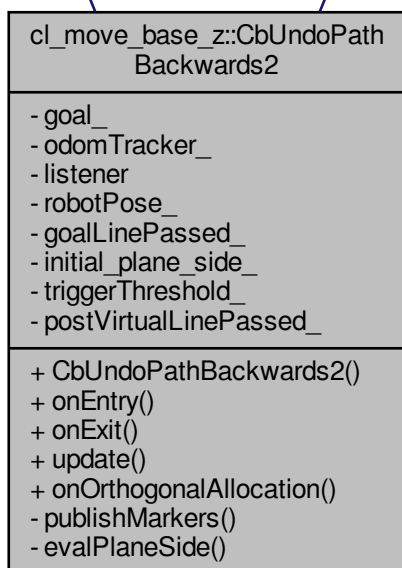 cl_move_base_z::CbUndoPath
Backwards2
- goal_
- odomTracker_
- listener
- robotPose_
- goalLinePassed_
- initial_plane_side_
- triggerThreshold_
- postVirtualLinePassed_
+ CbUndoPathBackwards2()
+ onEntry()
+ onExit()
+ update()
+ onOrthogonalAllocation()
- publishMarkers()
- evalPlaneSide()